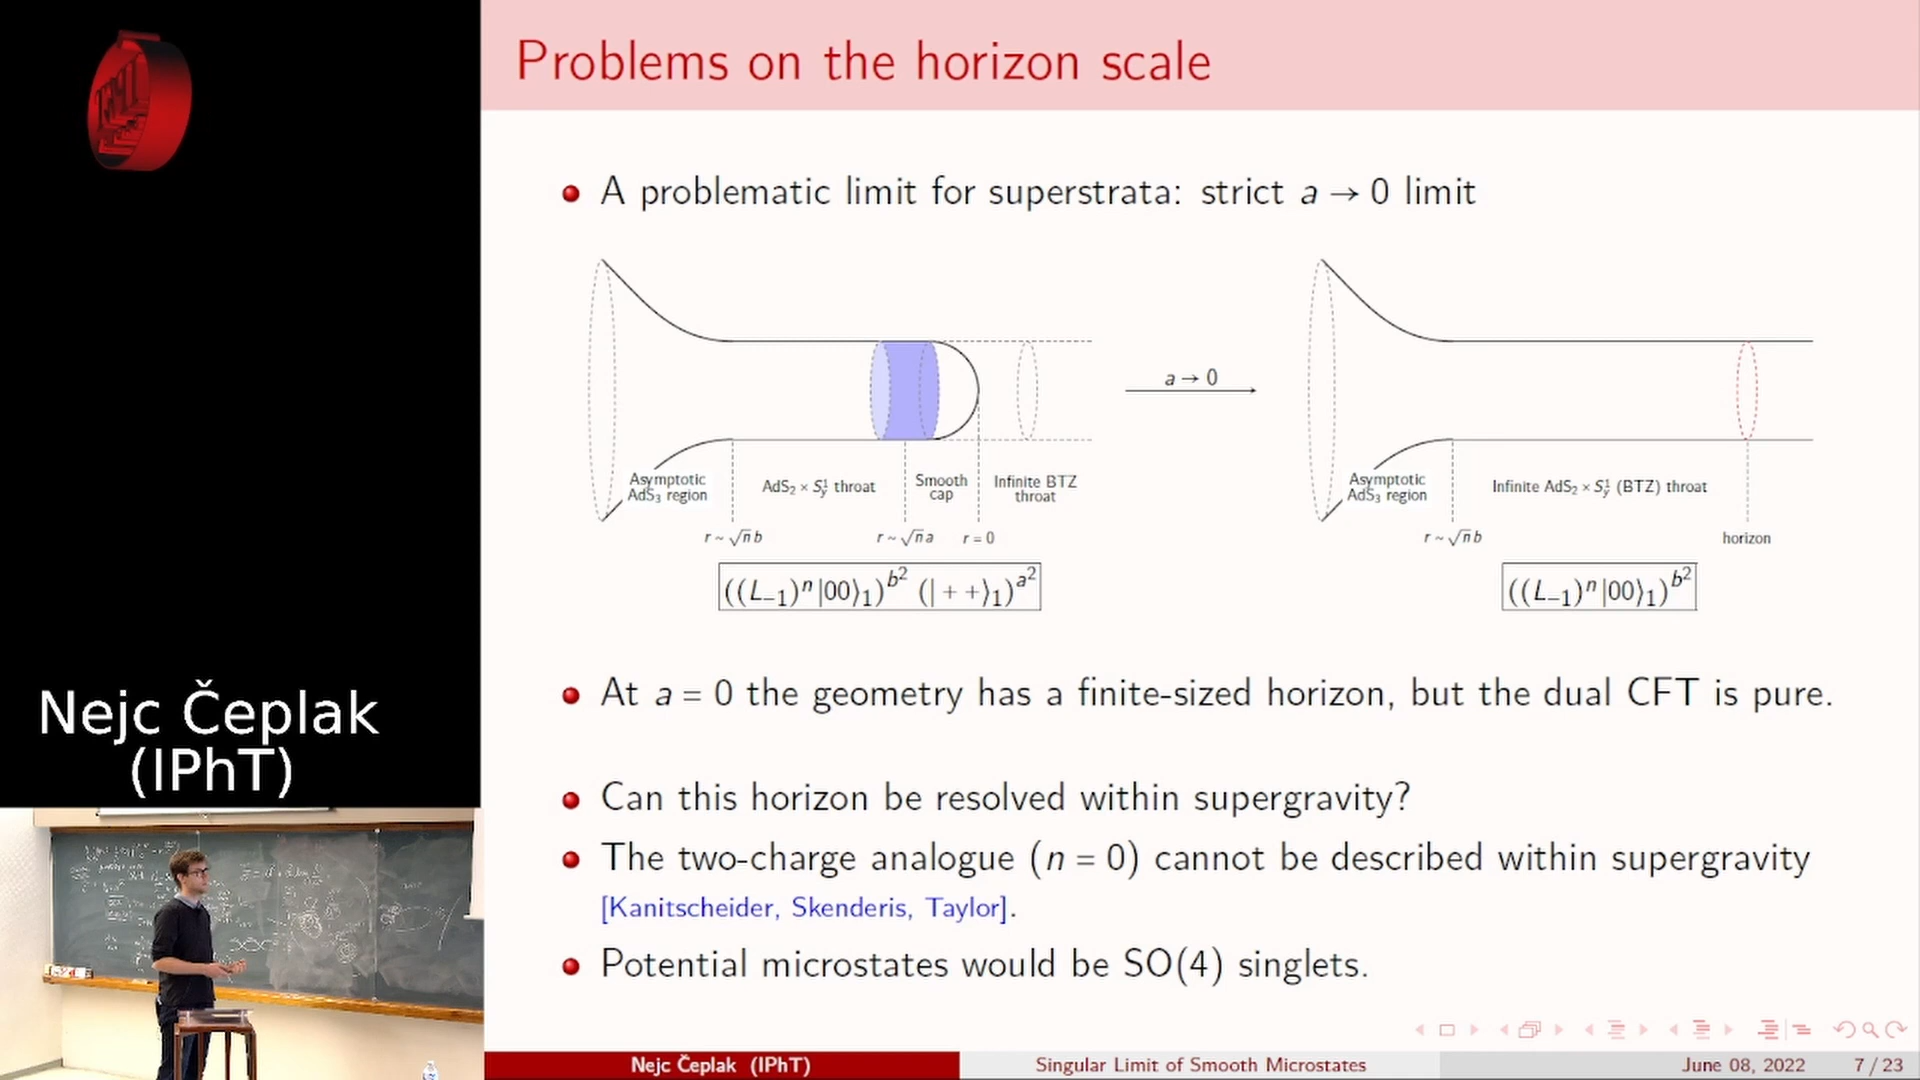 Problems on the horizon scale
A problematic limit for superstrata: strict a → 0 limit
a → 0
Asymptotic
AdS₃ region
AdS₂ × S¹y throat
Smooth
cap
Infinite BTZ
throat
r ~ √n b
r ~ √n a
r = 0
Asymptotic
AdS₃ region
Infinite AdS₂ × S¹y (BTZ) throat
r ~ √n b
horizon
((L₋₁)ⁿ |00⟩₁)^b² (| + +⟩₁)^a²
((L₋₁)ⁿ |00⟩₁)^b²
At a = 0 the geometry has a finite-sized horizon, but the dual CFT is pure.
Can this horizon be resolved within supergravity?
The two-charge analogue (n = 0) cannot be described within supergravity
[Kanitscheider, Skenderis, Taylor].
Potential microstates would be SO(4) singlets.
Nejc Čeplak (IPhT)
Singular Limit of Smooth Microstates
June 08, 2022
7 / 23
Nejc Čeplak
(IPhT)